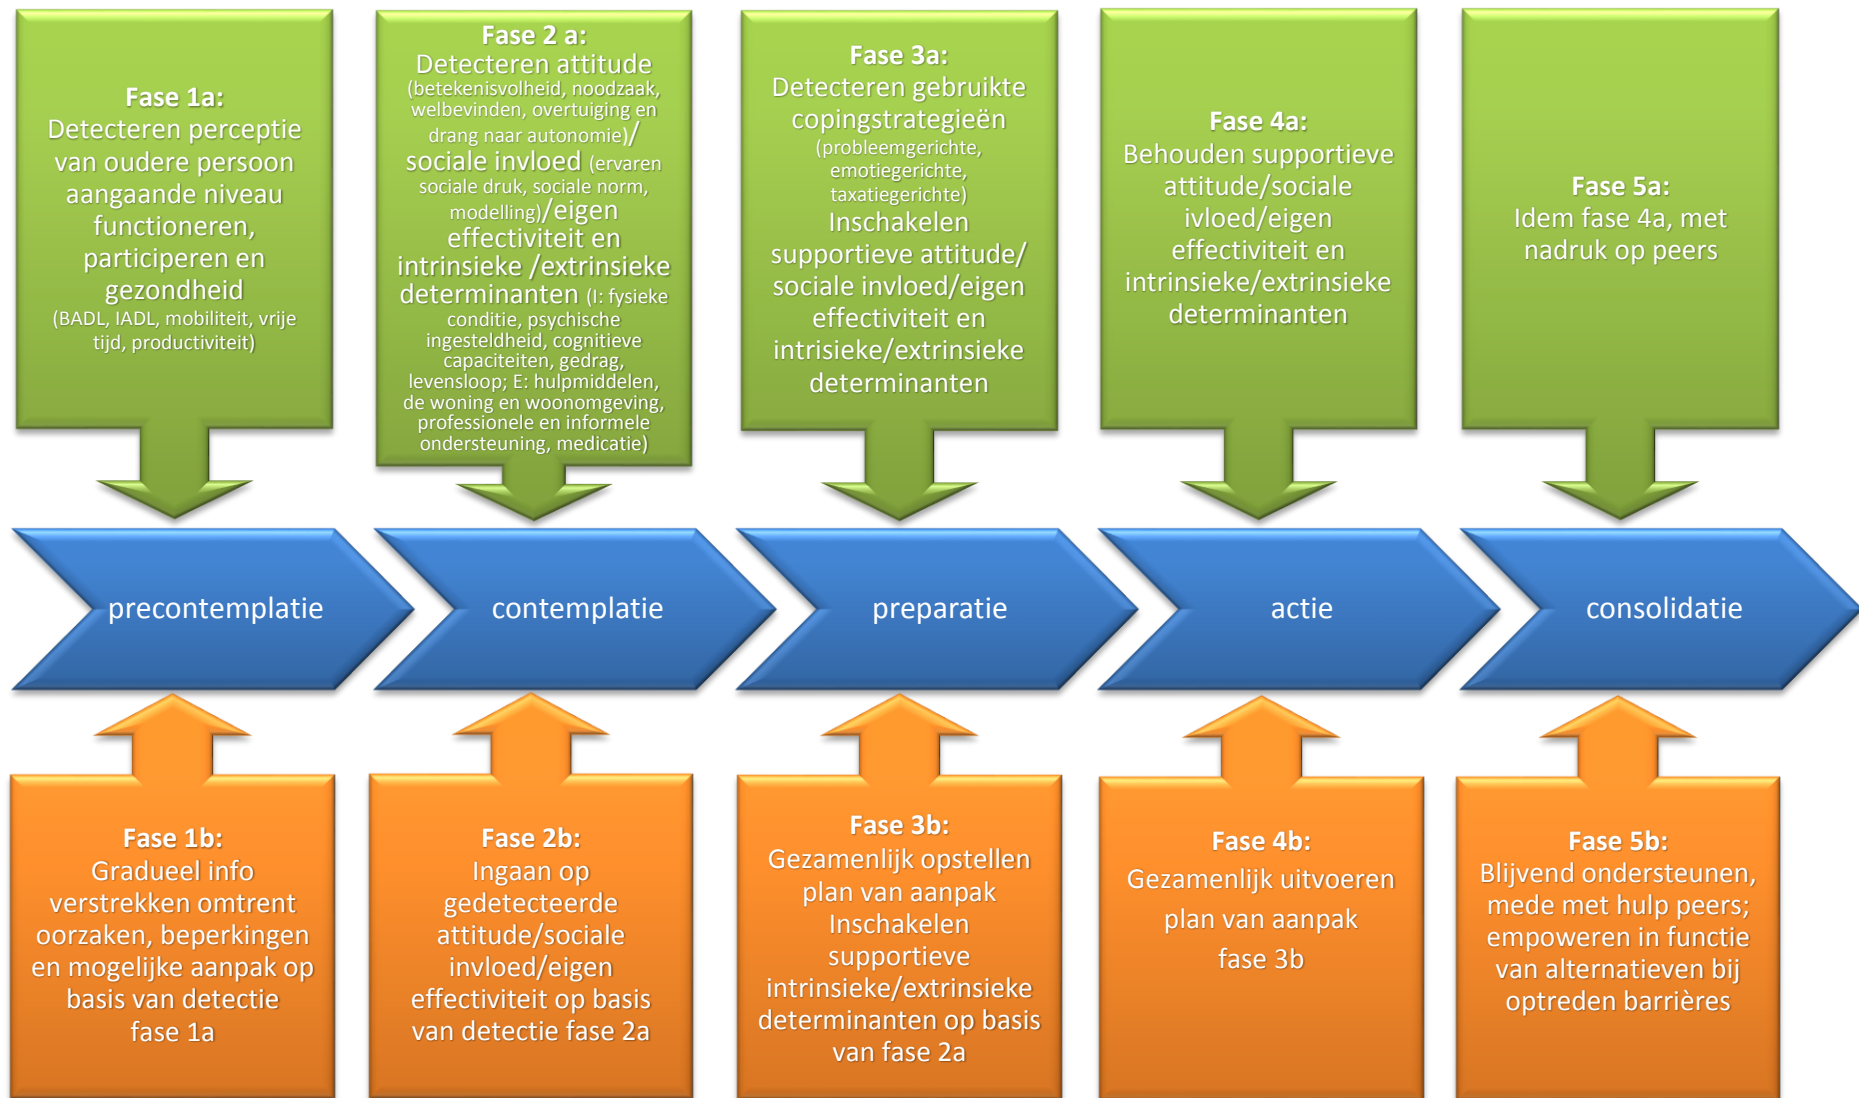 Fase 1a:
Detecteren perceptie
van oudere persoon
aangaande niveau
functioneren,
participeren en
gezondheid
(BADL, IADL, mobiliteit, vrije
tijd, productiviteit)
Fase 2 a:
Detecteren attitude
(betekenisvolheid, noodzaak,
welbevinden, overtuiging en
drang naar autonomie)/
sociale invloed (ervaren
sociale druk, sociale norm,
modelling)/eigen
effectiviteit en
intrinsieke /extrinsieke
determinanten (I: fysieke
conditie, psychische
ingesteldheid, cognitieve
capaciteiten, gedrag,
levensloop; E: hulpmiddelen,
de woning en woonomgeving,
professionele en informele
ondersteuning, medicatie)
Fase 3a:
Detecteren gebruikte
copingstrategieën
(probleemgerichte,
emotiegerichte,
taxatiegerichte)
Inschakelen
supportieve attitude/
sociale invloed/eigen
effectiviteit en
intrisieke/extrinsieke
determinanten
Fase 4a:
Behouden supportieve
attitude/sociale
ivloed/eigen
effectiviteit en
intrinsieke/extrinsieke
determinanten
Fase 5a:
Idem fase 4a, met
nadruk op peers
precontemplatie
contemplatie
preparatie
actie
consolidatie
Fase 1b:
Gradueel info
verstrekken omtrent
oorzaken, beperkingen
en mogelijke aanpak op
basis van detectie
fase 1a
Fase 2b:
Ingaan op
gedetecteerde
attitude/sociale
invloed/eigen
effectiviteit op basis
van detectie fase 2a
Fase 3b:
Gezamenlijk opstellen
plan van aanpak
Inschakelen
supportieve
intrinsieke/extrinsieke
determinanten op basis
van fase 2a
Fase 4b:
Gezamenlijk uitvoeren
plan van aanpak
fase 3b
Fase 5b:
Blijvend ondersteunen,
mede met hulp peers;
empoweren in functie
van alternatieven bij
optreden barrières